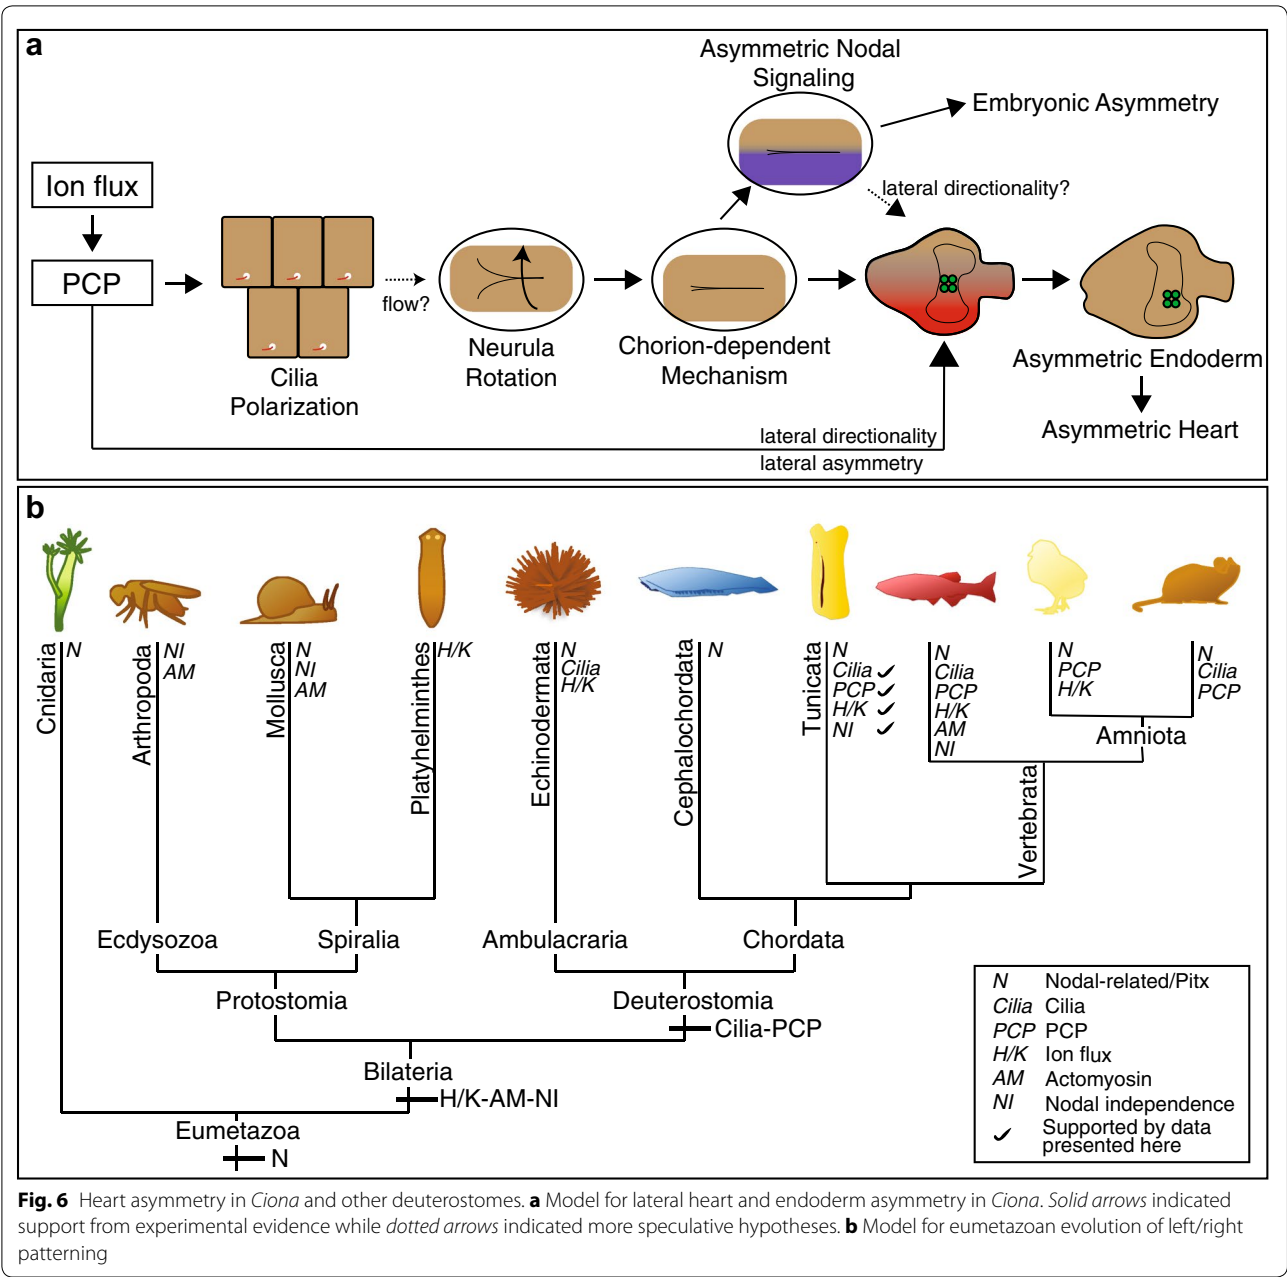 a
Asymmetric Nodal
Signaling
Embryonic Asymmetry
Ion flux
lateral directionality?
PCP
flow?
Neurula
Rotation
Chorion-dependent
Mechanism
Cilia
Polarization
Asymmetric Endoderm
Asymmetric Heart
lateral directionality
lateral asymmetry
b
Cnidaria
N
Arthropoda
NI
AM
Mollusca
N
NI
AM
Platyhelminthes
H/K
Echinodermata
N
Cilia
H/K
Cephalochordata
N
Tunicata
N
Cilia ✓
PCP ✓
H/K ✓
NI ✓
N
Cilia
PCP
H/K
AM
NI
N
PCP
H/K
N
Cilia
PCP
Amniota
Vertebrata
Ecdysozoa
Spiralia
Ambulacraria
Chordata
Protostomia
Deuterostomia
Cilia-PCP
Bilateria
H/K-AM-NI
Eumetazoa
N
N Nodal-related/Pitx
Cilia Cilia
PCP PCP
H/K Ion flux
AM Actomyosin
NI Nodal independence
✓ Supported by data
presented here
Fig. 6 Heart asymmetry in Ciona and other deuterostomes. a Model for lateral heart and endoderm asymmetry in Ciona. Solid arrows indicated
support from experimental evidence while dotted arrows indicated more speculative hypotheses. b Model for eumetazoan evolution of left/right
patterning